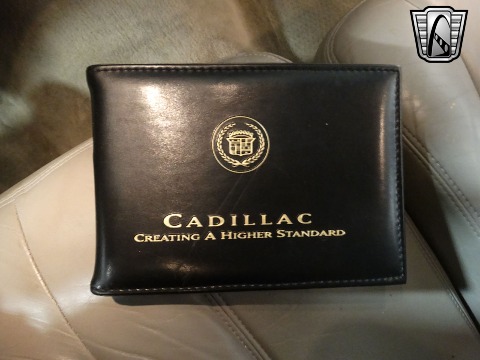 CADILLAC
CREATING A HIGHER STANDARD